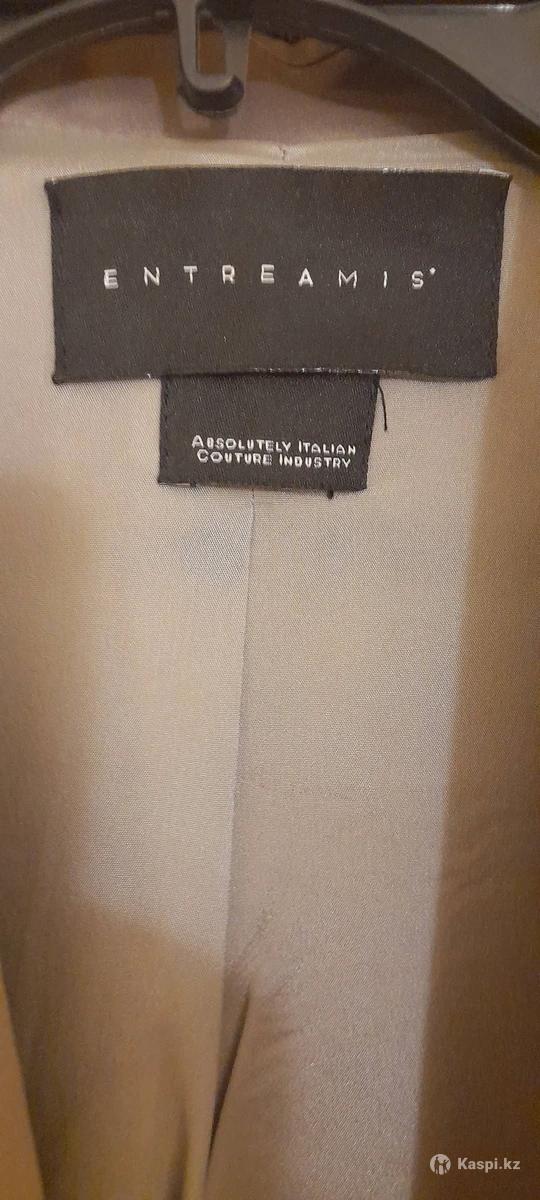 ENTREAMIS
ABSOLUTELY ITALIAN
COUTURE INDUSTRY
Kaspi.kz